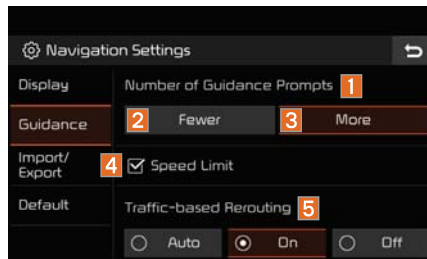 Navigation Settings
Display
Number of Guidance Prompts 1
Guidance
2 Fewer
3 More
Import/
Export
4 Speed Limit
Default
Traffic-based Rerouting 5
Auto
On
Off